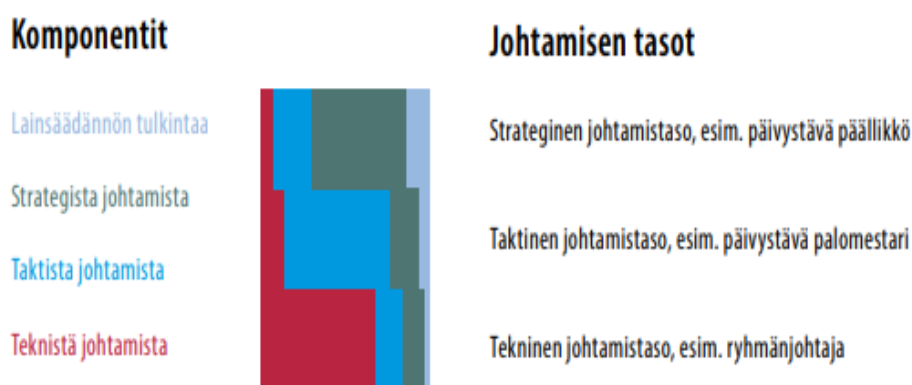 Komponentit
Lainsäädännön tulkintaa
Strategista johtamista
Taktista johtamista
Teknistä johtamista
Johtamisen tasot
Strateginen johtamistaso, esim. päivystävä päällikkö
Taktinen johtamistaso, esim. päivystävä palomestari
Tekninen johtamistaso, esim. ryhmänjohtaja